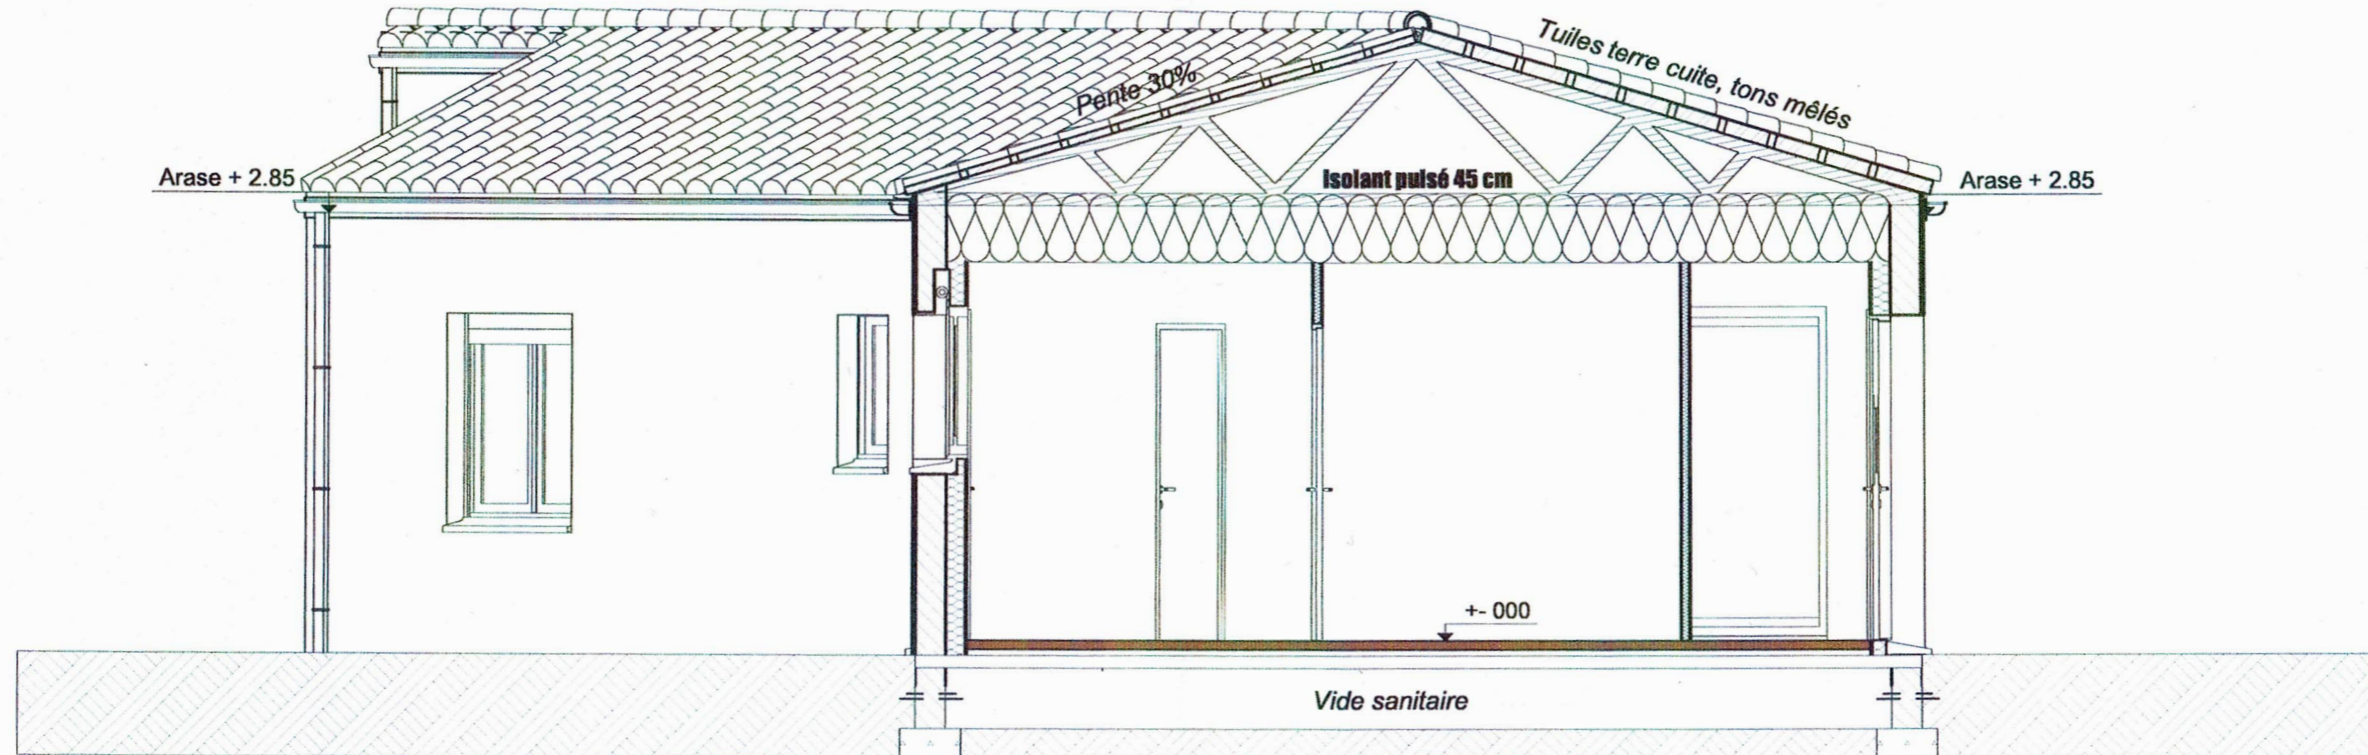 Tuiles terre cuite, tons mêlés
Pente 30%
Arase + 2.85
Isolant pulsé 45 cm
Arase + 2.85
+- 000
Vide sanitaire